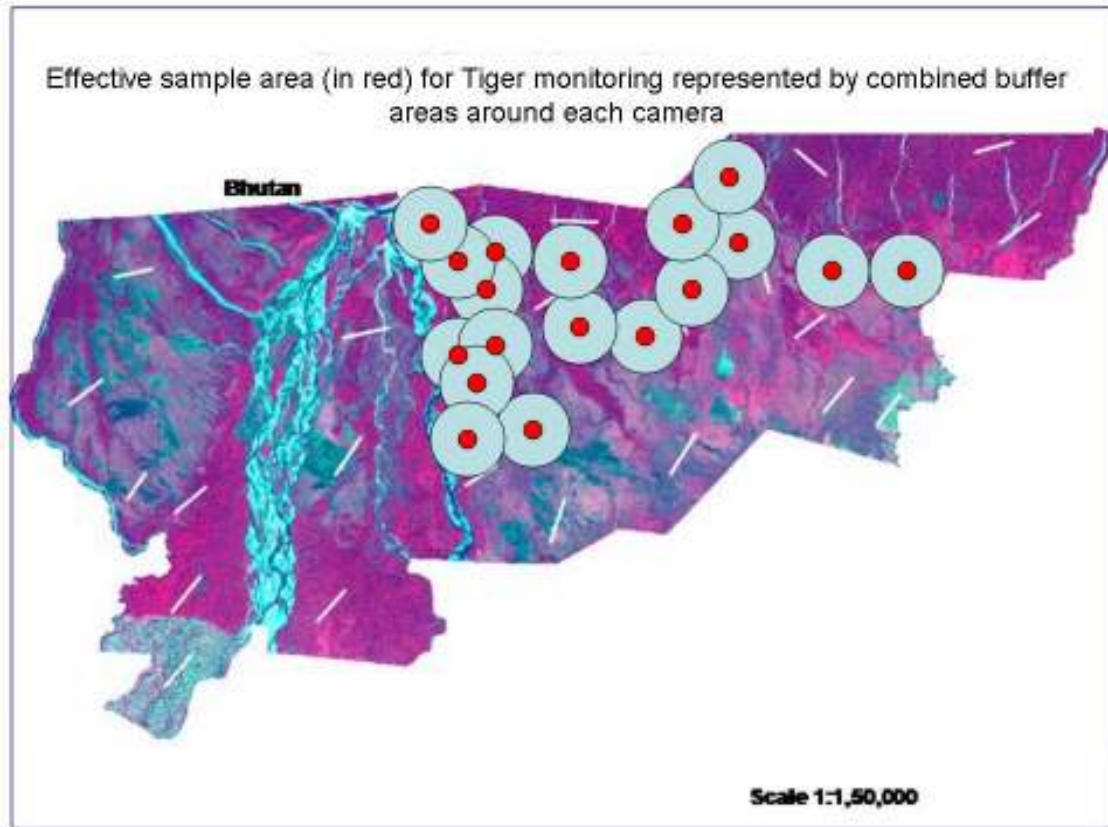 Effective sample area (in red) for Tiger monitoring represented by combined buffer
areas around each camera
Bhutan
Scale 1:1,50,000